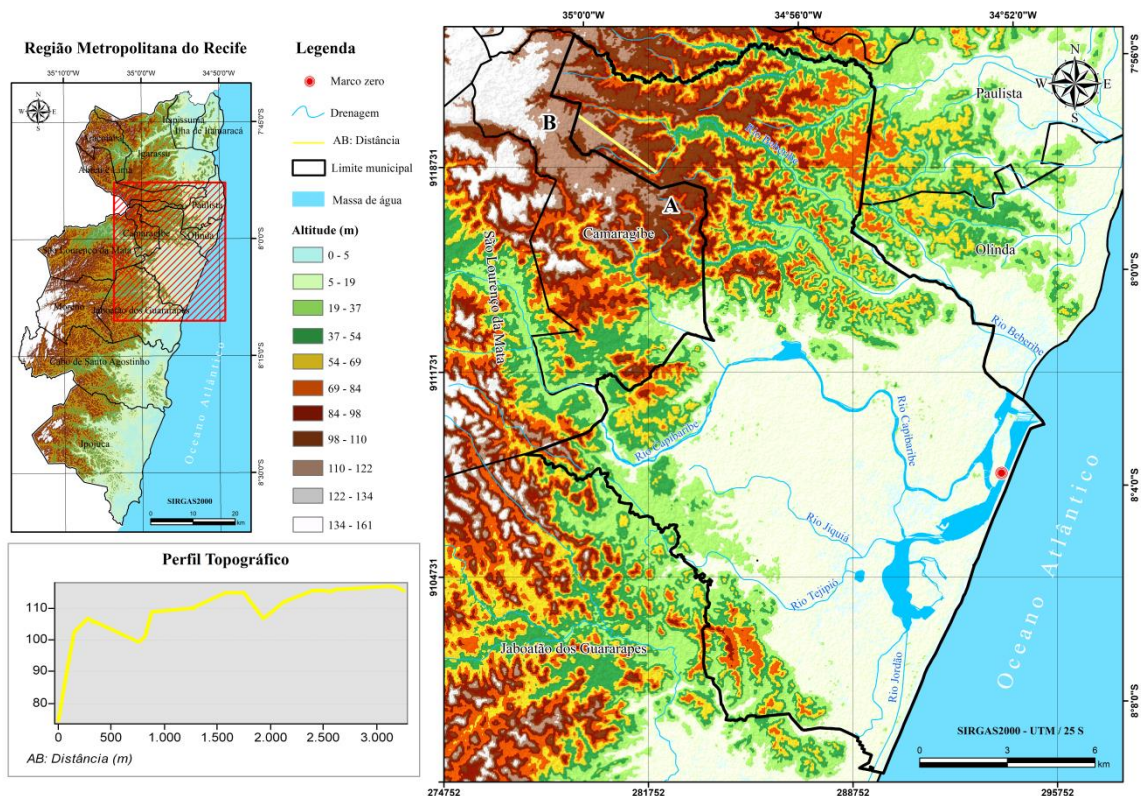 Região Metropolitana do Recife
35°10'0"W
35°0'0"W
34°50'0"W
N
W
E
S
Itapissuma
Ilha de Itamaracá
Araçoiaba
Igarassu
Abreu e Lima
Paulista
Camaragibe
Olinda
São Lourenço da Mata
Moreno
Jaboatão dos Guararapes
Cabo de Santo Agostinho
Ipojuca
Oceano Atlântico
7°45'0"S
8°0'0"S
8°15'0"S
8°30'0"S
SIRGAS2000
0 10 20
km
Legenda
Marco zero
Drenagem
AB: Distância
Limite municipal
Massa de água
Altitude (m)
0 - 5
5 - 19
19 - 37
37 - 54
54 - 69
69 - 84
84 - 98
98 - 110
110 - 122
122 - 134
134 - 161
Perfil Topográfico
110
100
90
80
0 500 1.000 1.500 2.000 2.500 3.000
AB: Distância (m)
35°0'0"W
34°56'0"W
34°52'0"W
7°56'0"S
8°0'0"S
8°4'0"S
8°8'0"S
9118731
9111731
9104731
274752
281752
288752
295752
N
W
E
S
Paulista
B
A
Camaragibe
São Lourenço da Mata
Olinda
Rio Beberibe
Rio Capibaribe
Rio Capibaribe
Rio Jiquiá
Rio Tejipió
Rio Jordão
Jaboatão dos Guararapes
Oceano Atlântico
SIRGAS2000 - UTM / 25 S
0 3 6
km